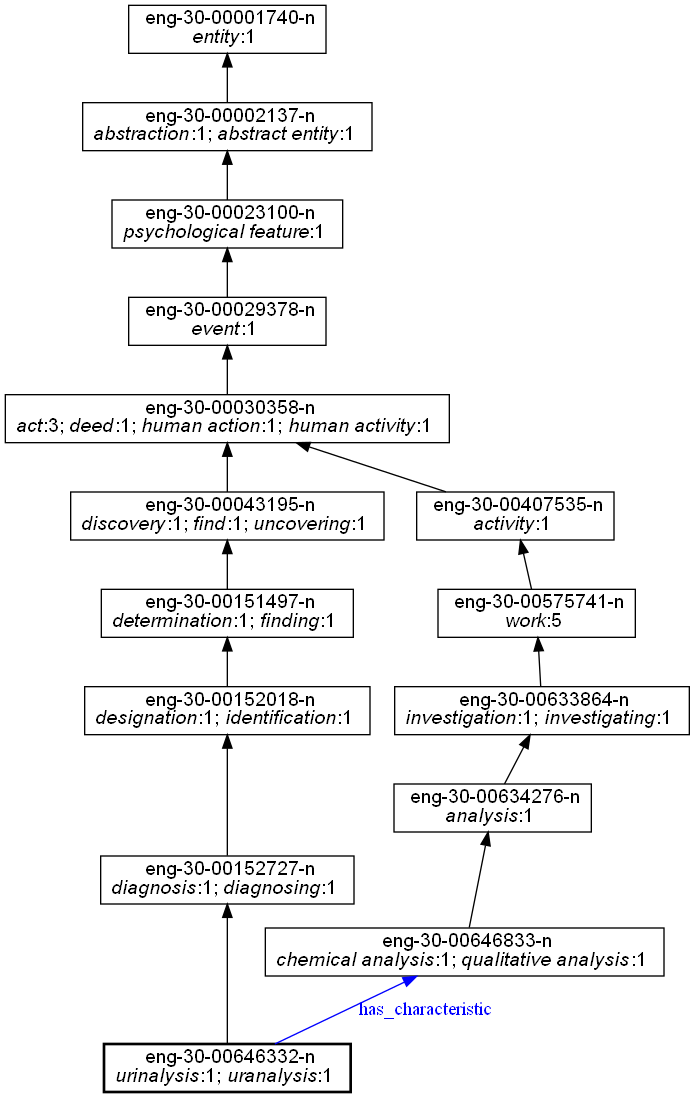 eng-30-00001740-n
entity:1
eng-30-00002137-n
abstraction:1; abstract entity:1
eng-30-00023100-n
psychological feature:1
eng-30-00029378-n
event:1
eng-30-00030358-n
act:3; deed:1; human action:1; human activity:1
eng-30-00043195-n
discovery:1; find:1; uncovering:1
eng-30-00407535-n
activity:1
eng-30-00151497-n
determination:1; finding:1
eng-30-00575741-n
work:5
eng-30-00152018-n
designation:1; identification:1
eng-30-00633864-n
investigation:1; investigating:1
eng-30-00634276-n
analysis:1
eng-30-00152727-n
diagnosis:1; diagnosing:1
eng-30-00646833-n
chemical analysis:1; qualitative analysis:1
has_characteristic
eng-30-00646332-n
urinalysis:1; uranalysis:1